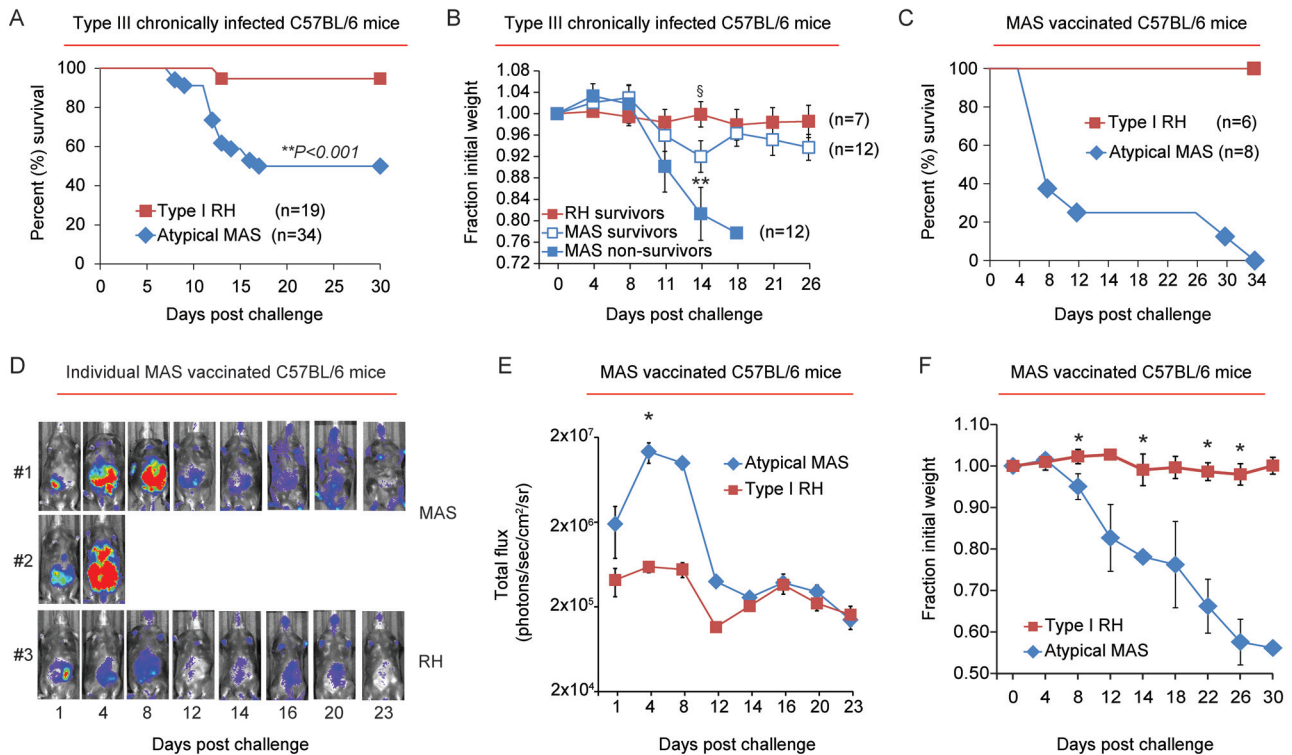 A
Type III chronically infected C57BL/6 mice
100
80
60
40
20
0
Percent (%) survival
**P<0.001
Type I RH (n=19)
Atypical MAS (n=34)
0 5 10 15 20 25 30
Days post challenge
B
Type III chronically infected C57BL/6 mice
1.08
1.04
1.00
0.96
0.92
0.88
0.84
0.80
0.76
0.72
Fraction initial weight
§
**
(n=7)
(n=12)
(n=12)
RH survivors
MAS survivors
MAS non-survivors
0 4 8 11 14 18 21 26
Days post challenge
C
MAS vaccinated C57BL/6 mice
100
80
60
40
20
0
Percent (%) survival
Type I RH (n=6)
Atypical MAS (n=8)
0 4 8 12 18 22 26 30 34
Days post challenge
D
Individual MAS vaccinated C57BL/6 mice
#1
MAS
#2
#3
RH
1 4 8 12 14 16 20 23
Days post challenge
E
MAS vaccinated C57BL/6 mice
*
2x10⁷
2x10⁶
2x10⁵
2x10⁴
Total flux
(photons/sec/cm²/sr)
Atypical MAS
Type I RH
1 4 8 12 14 16 20 23
Days post challenge
F
MAS vaccinated C57BL/6 mice
1.10
1.00
0.90
0.80
0.70
0.60
0.50
Fraction initial weight
* * * *
Type I RH
Atypical MAS
0 4 8 12 14 18 22 26 30
Days post challenge